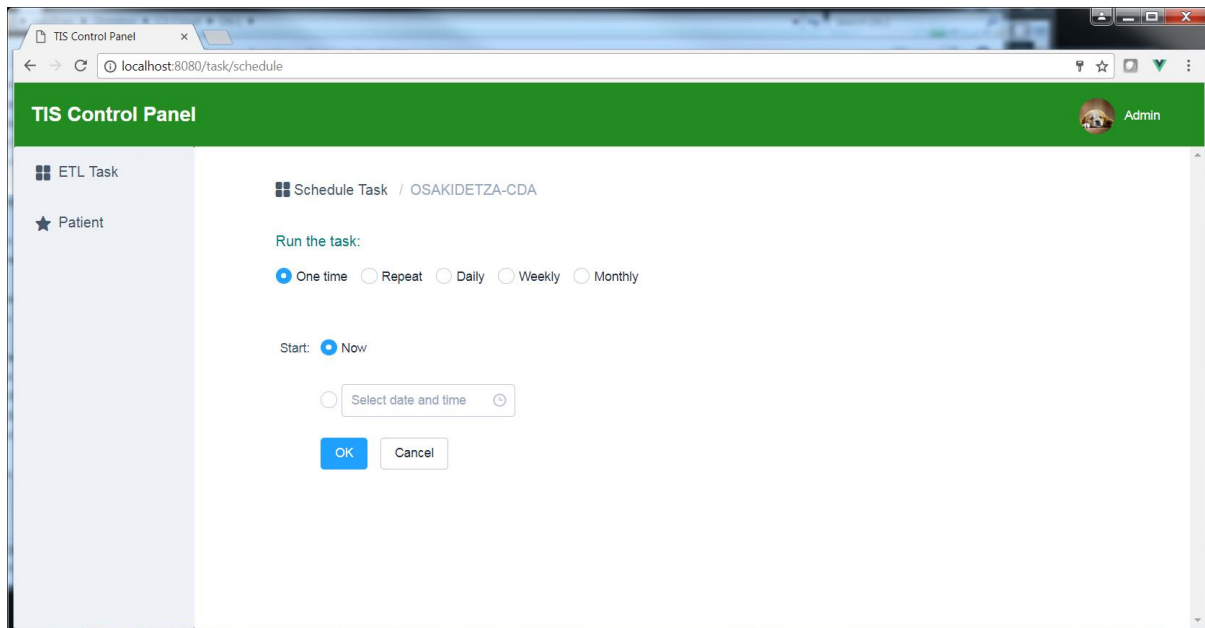 TIS Control Panel
localhost:8080/task/schedule
TIS Control Panel
Admin
ETL Task
Patient
Schedule Task / OSAKIDETZA-CDA
Run the task:
One time Repeat Daily Weekly Monthly
Start: Now
Select date and time
OK Cancel